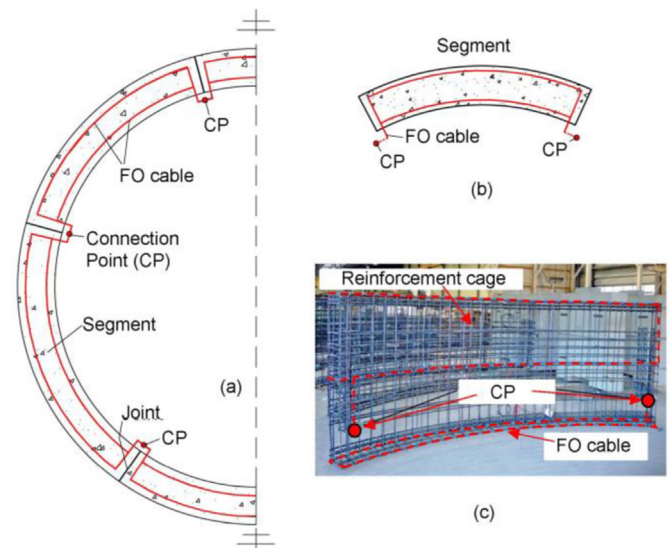 CP
FO cable
Connection
Point (CP)
Segment
(a)
Joint
CP
Segment
FO cable
CP
CP
(b)
Reinforcement cage
CP
FO cable
(c)